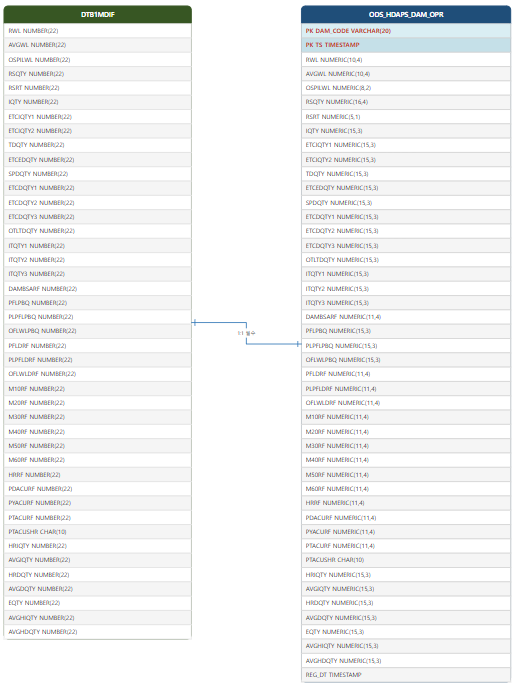 DTB1MDIF
RWL NUMBER(22)
AVGWL NUMBER(22)
OSPILWL NUMBER(22)
RSQTY NUMBER(22)
RSRT NUMBER(22)
IQTY NUMBER(22)
ETCIQTY1 NUMBER(22)
ETCIQTY2 NUMBER(22)
TDQTY NUMBER(22)
ETCEDQTY NUMBER(22)
SPDQTY NUMBER(22)
ETCDQTY1 NUMBER(22)
ETCDQTY2 NUMBER(22)
ETCDQTY3 NUMBER(22)
OTLTDQTY NUMBER(22)
ITQTY1 NUMBER(22)
ITQTY2 NUMBER(22)
ITQTY3 NUMBER(22)
DAMBSARF NUMBER(22)
PFLPBQ NUMBER(22)
PLPFLPBQ NUMBER(22)
OFLWLPBQ NUMBER(22)
PFLDRF NUMBER(22)
PLPFLDRF NUMBER(22)
OFLWLDRF NUMBER(22)
M10RF NUMBER(22)
M20RF NUMBER(22)
M30RF NUMBER(22)
M40RF NUMBER(22)
M50RF NUMBER(22)
M60RF NUMBER(22)
HRRF NUMBER(22)
PDACURF NUMBER(22)
PYACURF NUMBER(22)
PTACURF NUMBER(22)
PTACUSHR CHAR(10)
HRIQTY NUMBER(22)
AVGIQTY NUMBER(22)
HRDQTY NUMBER(22)
AVGDQTY NUMBER(22)
EQTY NUMBER(22)
AVGHIQTY NUMBER(22)
AVGHDQTY NUMBER(22)
1:1 필수
ODS_HDAPS_DAM_OPR
PK DAM_CODE VARCHAR(20)
PK TS TIMESTAMP
RWL NUMERIC(10,4)
AVGWL NUMERIC(10,4)
OSPILWL NUMERIC(8,2)
RSQTY NUMERIC(16,4)
RSRT NUMERIC(5,1)
IQTY NUMERIC(15,3)
ETCIQTY1 NUMERIC(15,3)
ETCIQTY2 NUMERIC(15,3)
TDQTY NUMERIC(15,3)
ETCEDQTY NUMERIC(15,3)
SPDQTY NUMERIC(15,3)
ETCDQTY1 NUMERIC(15,3)
ETCDQTY2 NUMERIC(15,3)
ETCDQTY3 NUMERIC(15,3)
OTLTDQTY NUMERIC(15,3)
ITQTY1 NUMERIC(15,3)
ITQTY2 NUMERIC(15,3)
ITQTY3 NUMERIC(15,3)
DAMBSARF NUMERIC(11,4)
PFLPBQ NUMERIC(15,3)
PLPFLPBQ NUMERIC(15,3)
OFLWLPBQ NUMERIC(15,3)
PFLDRF NUMERIC(11,4)
PLPFLDRF NUMERIC(11,4)
OFLWLDRF NUMERIC(11,4)
M10RF NUMERIC(11,4)
M20RF NUMERIC(11,4)
M30RF NUMERIC(11,4)
M40RF NUMERIC(11,4)
M50RF NUMERIC(11,4)
M60RF NUMERIC(11,4)
HRRF NUMERIC(11,4)
PDACURF NUMERIC(11,4)
PYACURF NUMERIC(11,4)
PTACURF NUMERIC(11,4)
PTACUSHR CHAR(10)
HRIQTY NUMERIC(15,3)
AVGIQTY NUMERIC(15,3)
HRDQTY NUMERIC(15,3)
AVGDQTY NUMERIC(15,3)
EQTY NUMERIC(15,3)
AVGHIQTY NUMERIC(15,3)
AVGHDQTY NUMERIC(15,3)
REG_DT TIMESTAMP